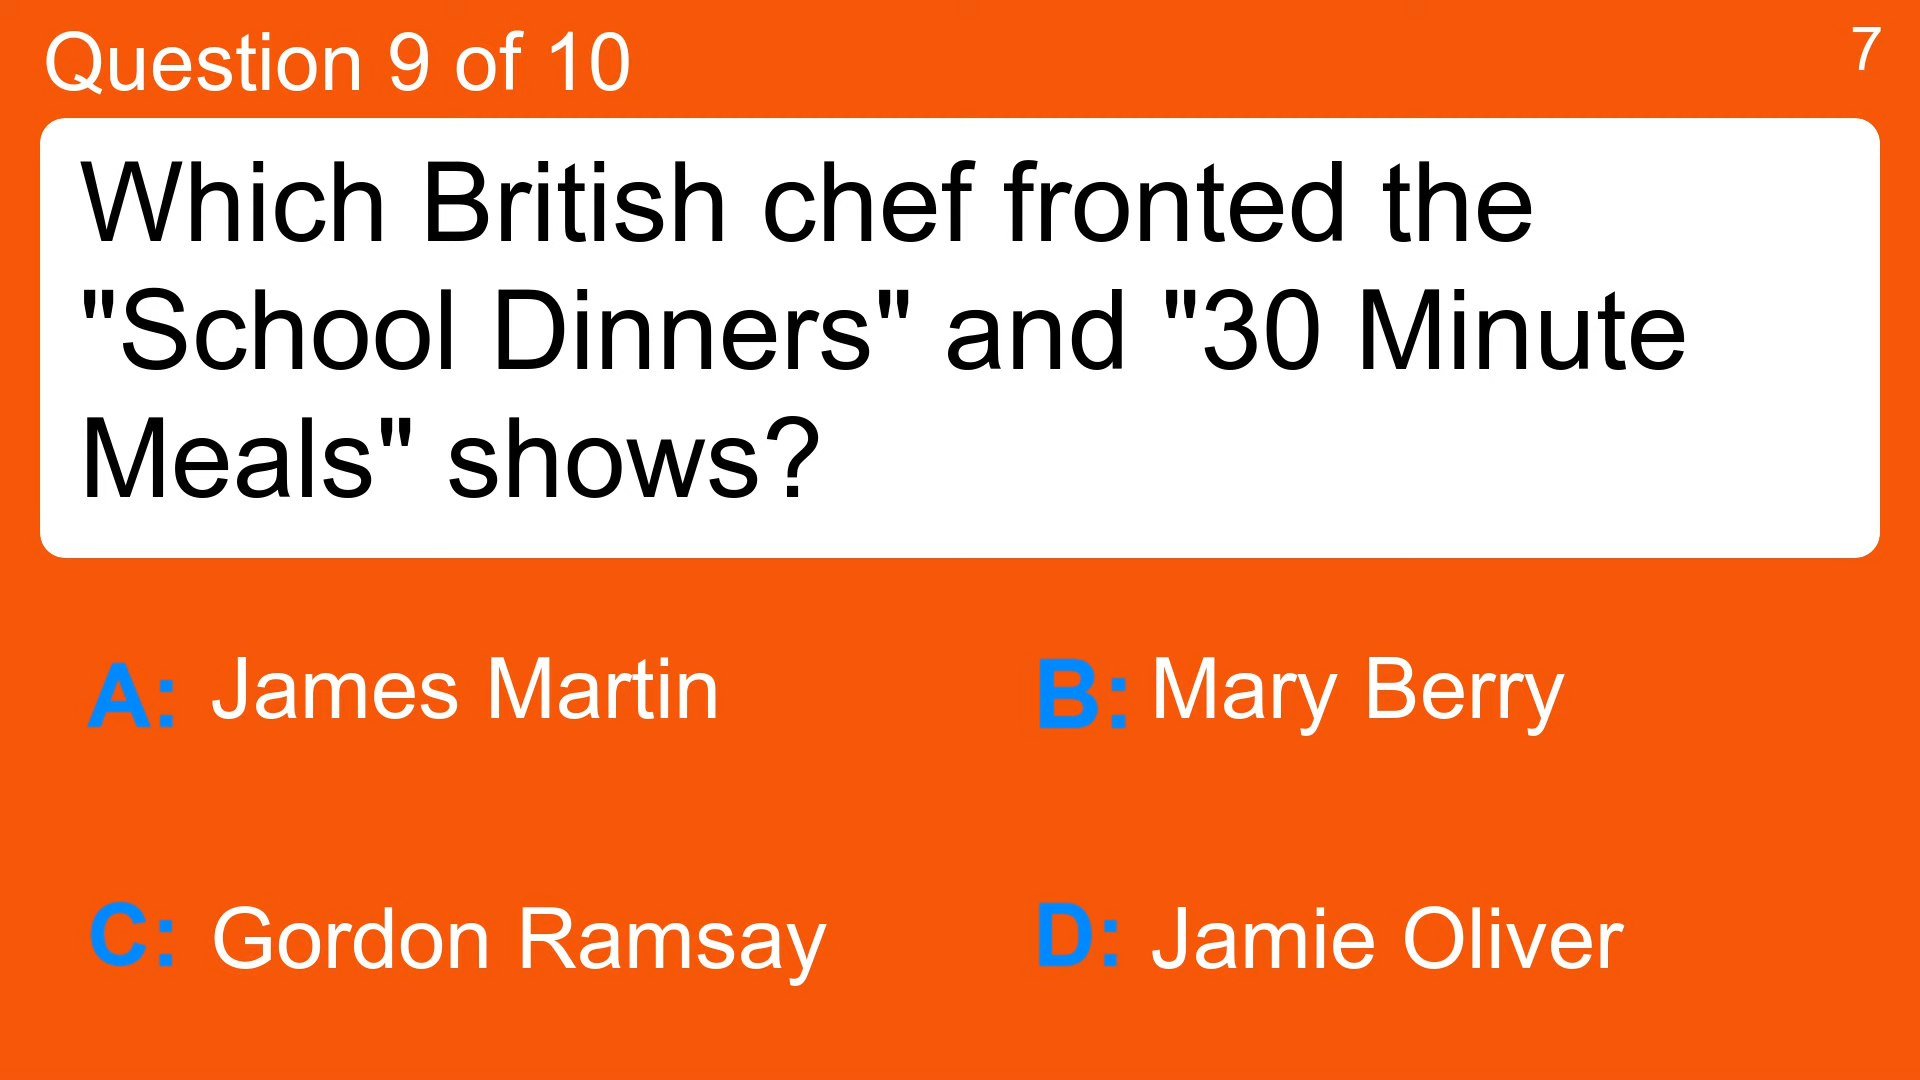 Question 9 of 10
7
Which British chef fronted the
"School Dinners" and "30 Minute
Meals" shows?
A: James Martin
B: Mary Berry
C: Gordon Ramsay
D: Jamie Oliver